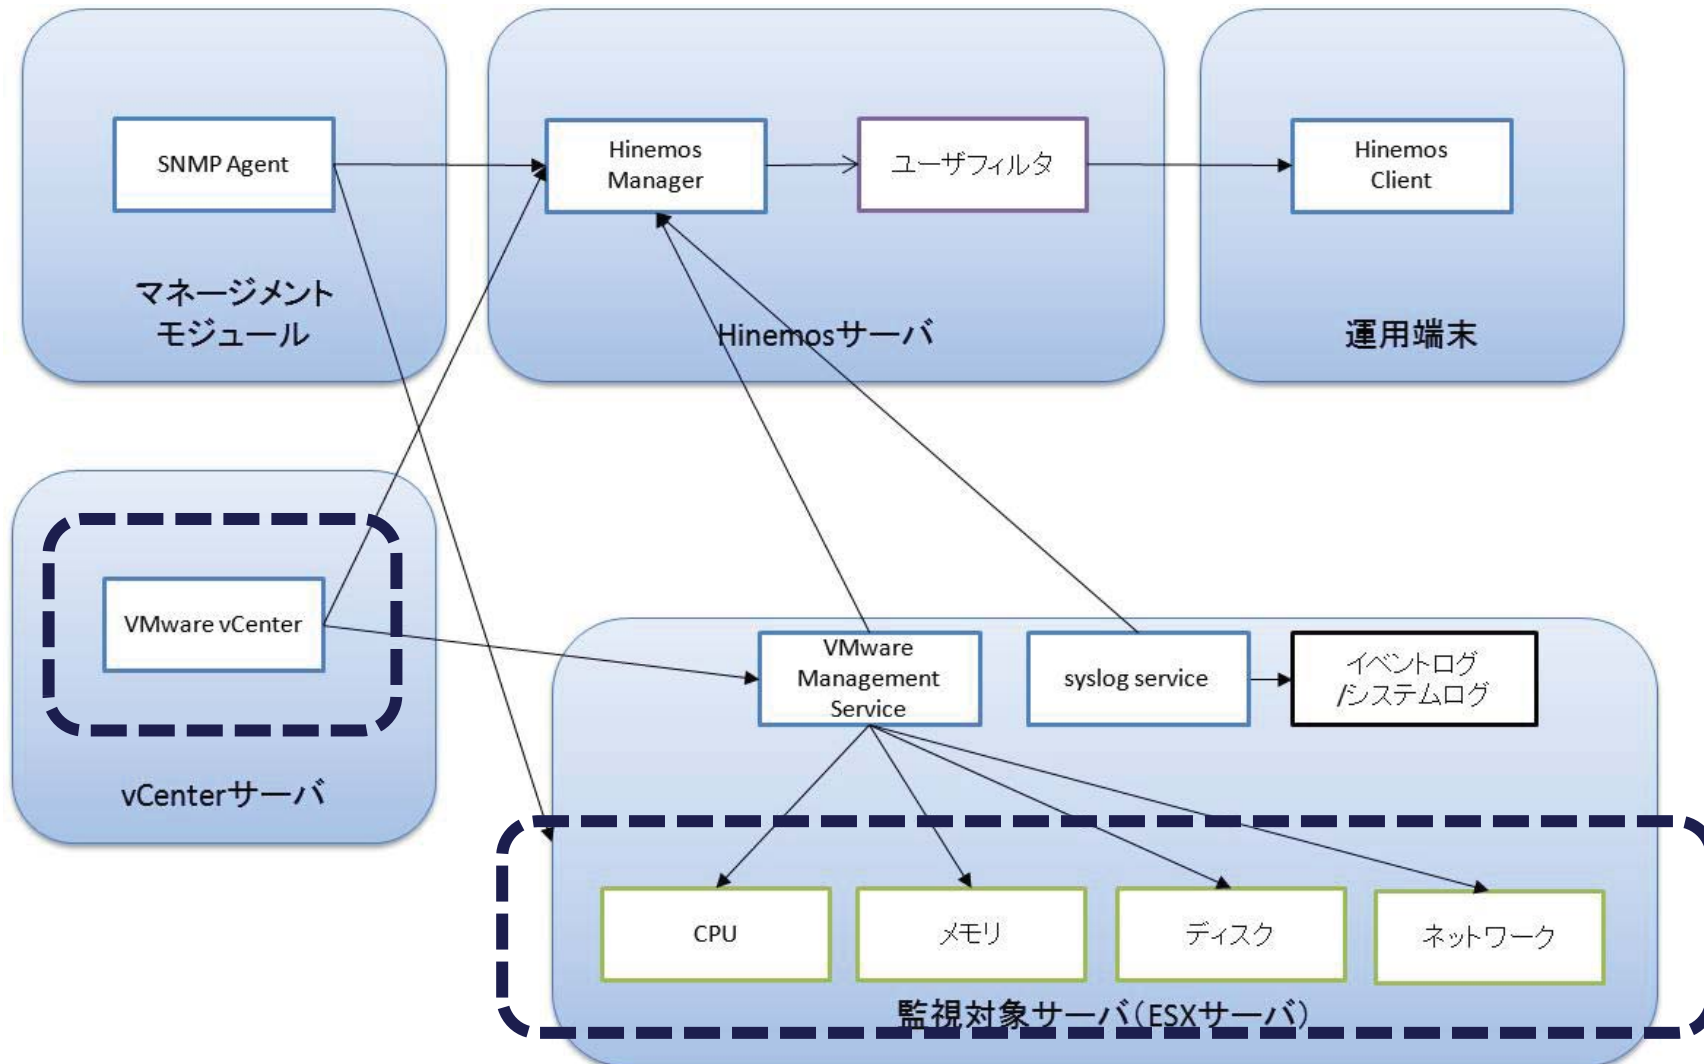 SNMP Agent
マネージメント
モジュール
Hinemos
Manager
ユーザフィルタ
Hinemosサーバ
Hinemos
Client
運用端末
VMware vCenter
vCenterサーバ
VMware
Management
Service
syslog service
イベントログ
/システムログ
CPU
メモリ
ディスク
ネットワーク
監視対象サーバ(ESXサーバ)